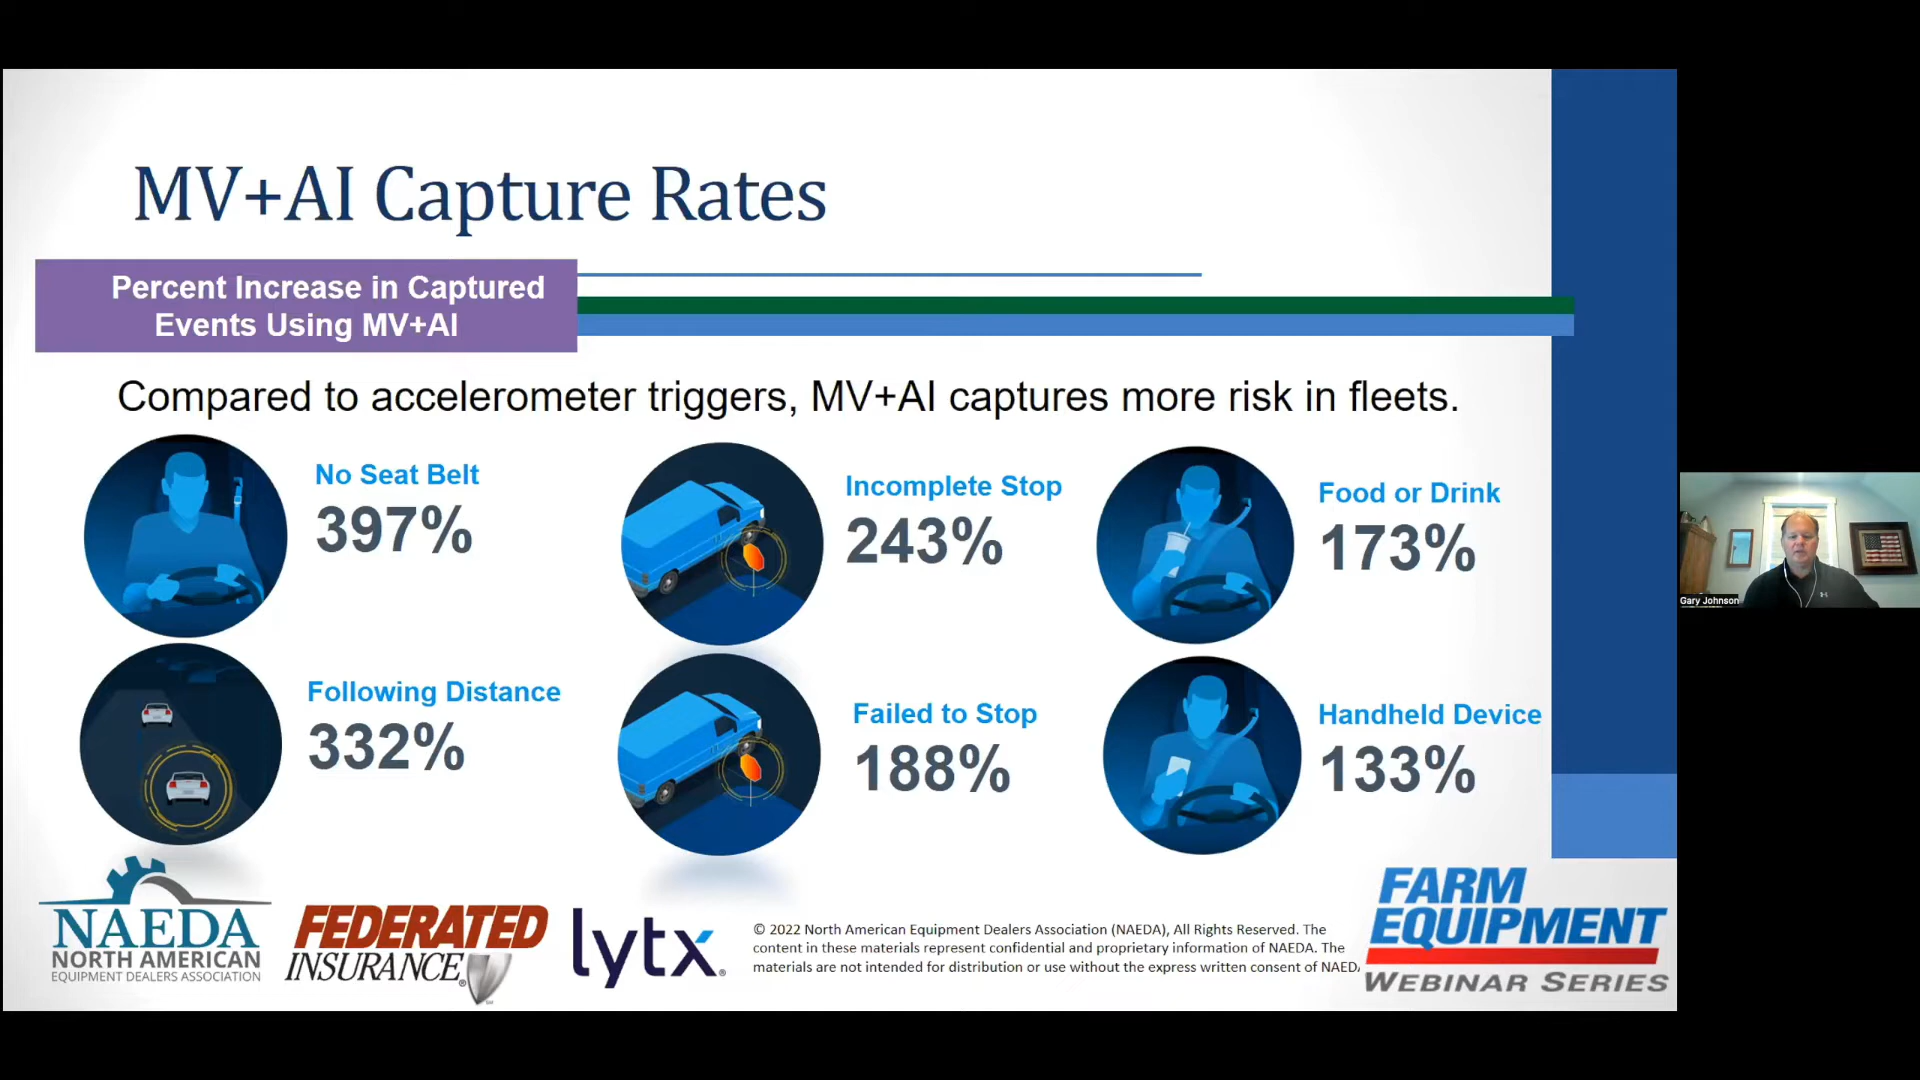 MV+AI Capture Rates
Percent Increase in Captured
Events Using MV+AI
Compared to accelerometer triggers, MV+AI captures more risk in fleets.
No Seat Belt
397%
Incomplete Stop
243%
Food or Drink
173%
Following Distance
332%
Failed to Stop
188%
Handheld Device
133%
Gary Johnson
NAEDA
NORTH AMERICAN
EQUIPMENT DEALERS ASSOCIATION
FEDERATED
INSURANCE®
lytx®
© 2022 North American Equipment Dealers Association (NAEDA), All Rights Reserved. The
content in these materials represent confidential and proprietary information of NAEDA. The
materials are not intended for distribution or use without the express written consent of NAED
FARM
EQUIPMENT
WEBINAR SERIES